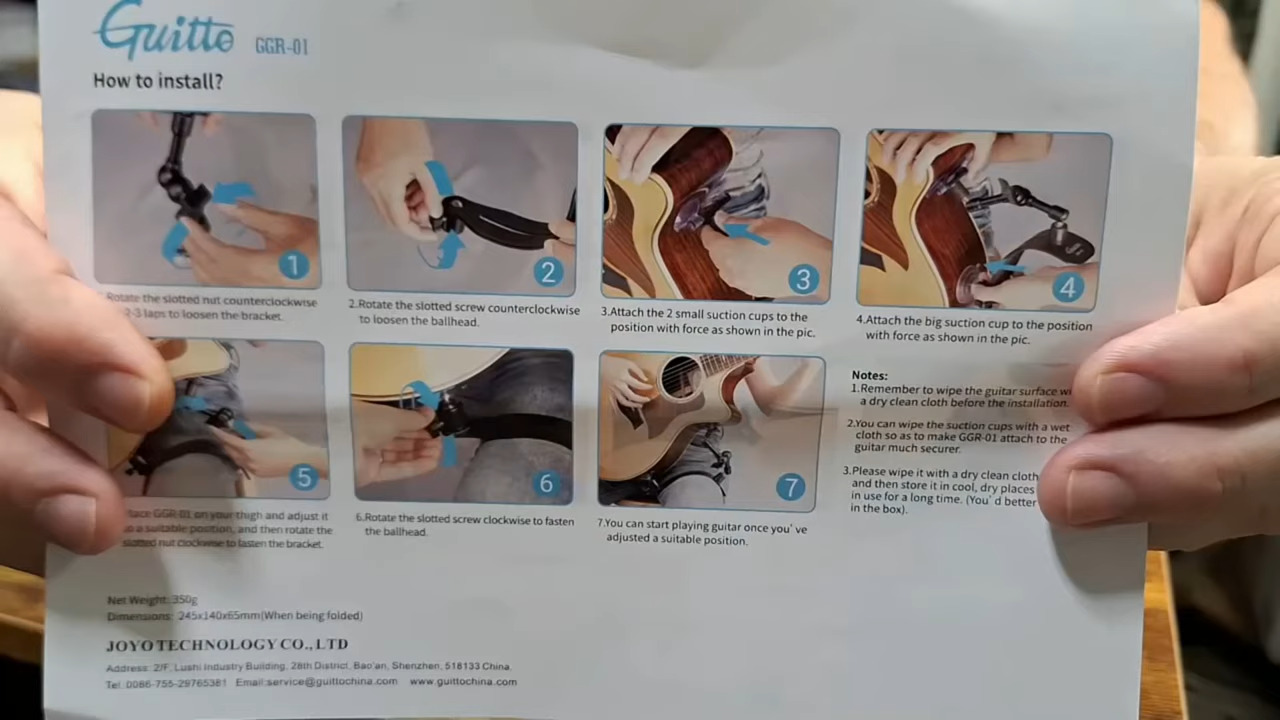 Guitto GGR-01
How to install?
1
2
3
4
Rotate the slotted nut counterclockwise
2-3 laps to loosen the bracket.
2.Rotate the slotted screw counterclockwise
to loosen the ballhead.
3.Attach the 2 small suction cups to the
position with force as shown in the pic.
4.Attach the big suction cup to the position
with force as shown in the pic.
5
6
7
on your thigh and adjust it
a suitable position, and then rotate the
slotted nut clockwise to fasten the bracket.
6.Rotate the slotted screw clockwise to fasten
the ballhead.
7.You can start playing guitar once you've
adjusted a suitable position.
Notes:
1.Remember to wipe the guitar surface
a dry clean cloth before the installation.
2.You can wipe the suction cups with a wet
cloth so as to make GGR-01 attach to the
guitar much securer.
3.Please wipe it with a dry clean cloth
and then store it in cool, dry places
in use for a long time. (You'd better
in the box).
Net Weight: 350g
Dimensions: 245x140x65mm(When being folded)
JOYO TECHNOLOGY CO., LTD
Address: 2/F, Lushi Industry Building, 28th District, Bao'an, Shenzhen, 518133 China.
Tel: 0086-755-29765381 Email:service@guittochina.com www.guittochina.com